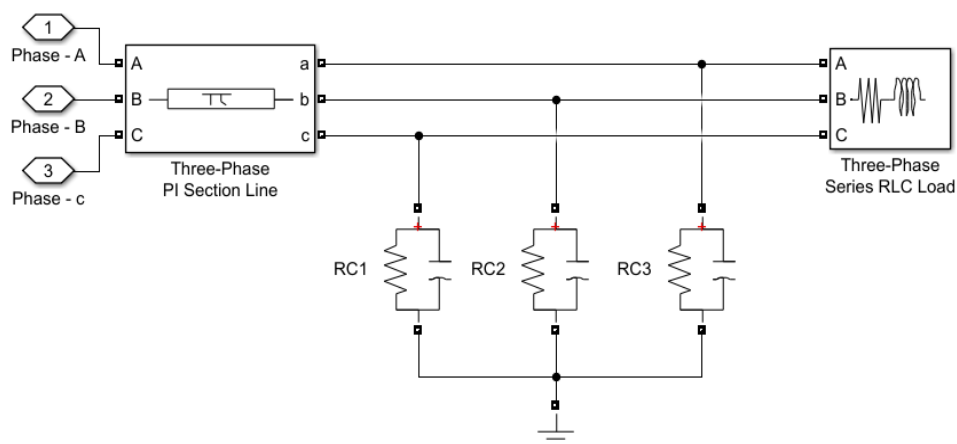 1
Phase - A
2
Phase - B
3
Phase - c
A
B
C
a
b
c
Three-Phase
PI Section Line
A
B
C
Three-Phase
Series RLC Load
RC1
RC2
RC3